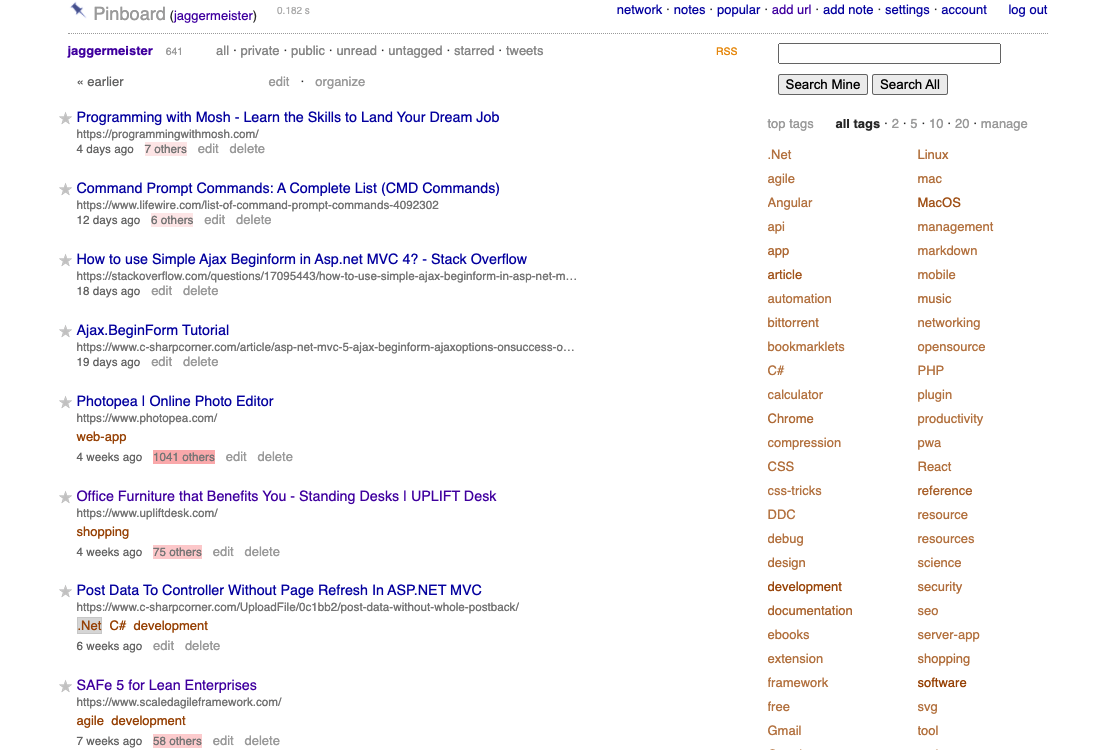 Pinboard (jaggermeister) 0.182 s
network · notes · popular · add url · add note · settings · account log out
jaggermeister 641 all · private · public · unread · untagged · starred · tweets RSS
« earlier edit · organize
Programming with Mosh - Learn the Skills to Land Your Dream Job
https://programmingwithmosh.com/
4 days ago 7 others edit delete
Command Prompt Commands: A Complete List (CMD Commands)
https://www.lifewire.com/list-of-command-prompt-commands-4092302
12 days ago 6 others edit delete
How to use Simple Ajax Beginform in Asp.net MVC 4? - Stack Overflow
https://stackoverflow.com/questions/17095443/how-to-use-simple-ajax-beginform-in-asp-net-m…
18 days ago edit delete
Ajax.BeginForm Tutorial
https://www.c-sharpcorner.com/article/asp-net-mvc-5-ajax-beginform-ajaxoptions-onsuccess-o…
19 days ago edit delete
Photopea | Online Photo Editor
https://www.photopea.com/
web-app
4 weeks ago 1041 others edit delete
Office Furniture that Benefits You - Standing Desks | UPLIFT Desk
https://www.upliftdesk.com/
shopping
4 weeks ago 75 others edit delete
Post Data To Controller Without Page Refresh In ASP.NET MVC
https://www.c-sharpcorner.com/UploadFile/0c1bb2/post-data-without-whole-postback/
.Net C# development
6 weeks ago edit delete
SAFe 5 for Lean Enterprises
https://www.scaledagileframework.com/
agile development
7 weeks ago 58 others edit delete
Search Mine Search All
top tags all tags · 2 · 5 · 10 · 20 · manage
.Net Linux
agile mac
Angular MacOS
api management
app markdown
article mobile
automation music
bittorrent networking
bookmarklets opensource
C# PHP
calculator plugin
Chrome productivity
compression pwa
CSS React
css-tricks reference
DDC resource
debug resources
design science
development security
documentation seo
ebooks server-app
extension shopping
framework software
free svg
Gmail tool